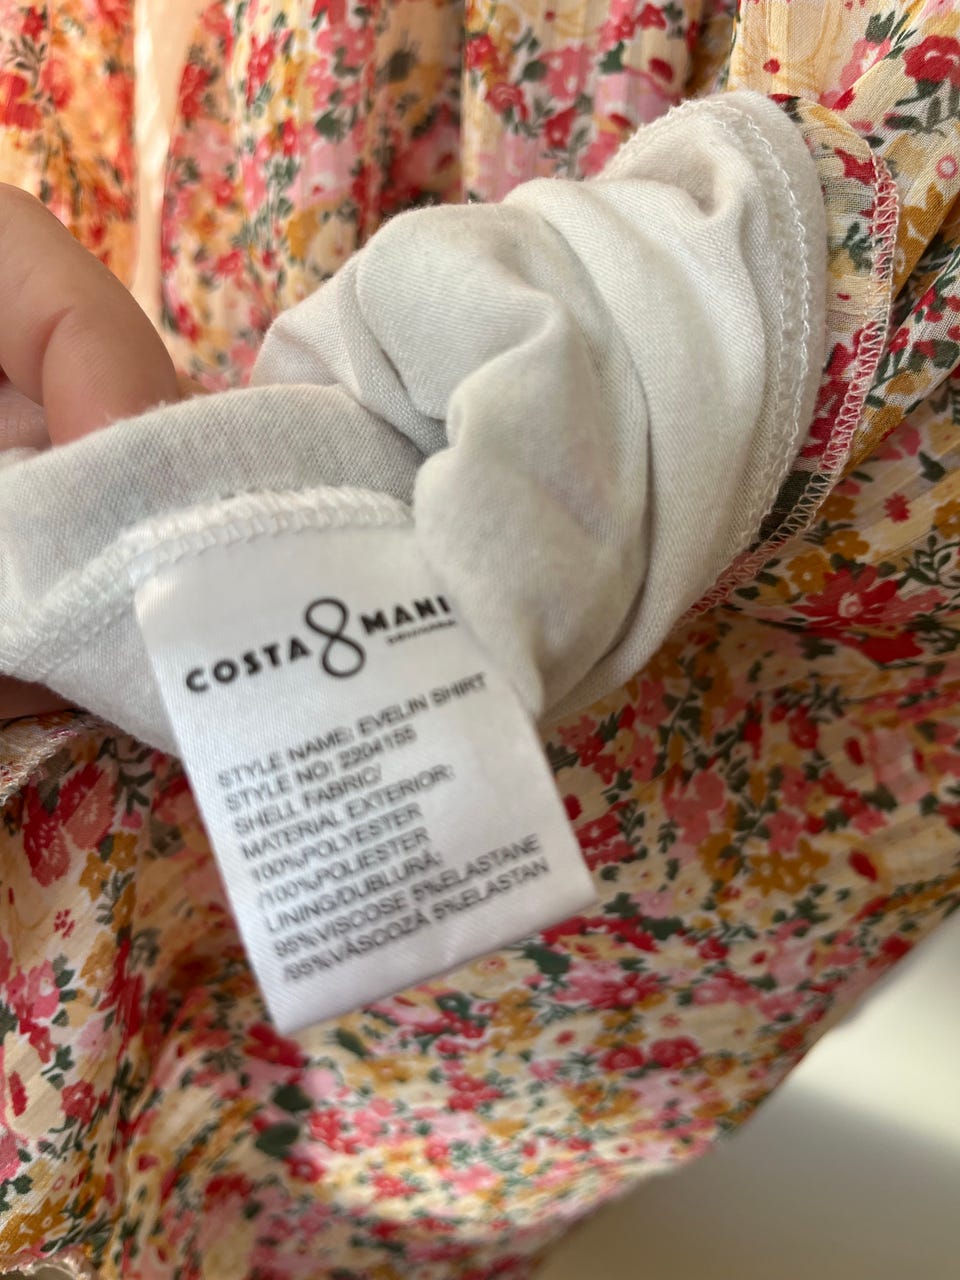 COSTA 8 MANI
STYLE NAME: EVELIN SHIRT
STYLE NO: 2204155
SHELL FABRIC/
MATERIAL EXTERIOR:
100%POLYESTER
/100%POLIESTER
LINING/DUBLURĂ:
95%VISCOSE 5%ELASTANE
/95%VÂSCOZĂ 5%ELASTAN